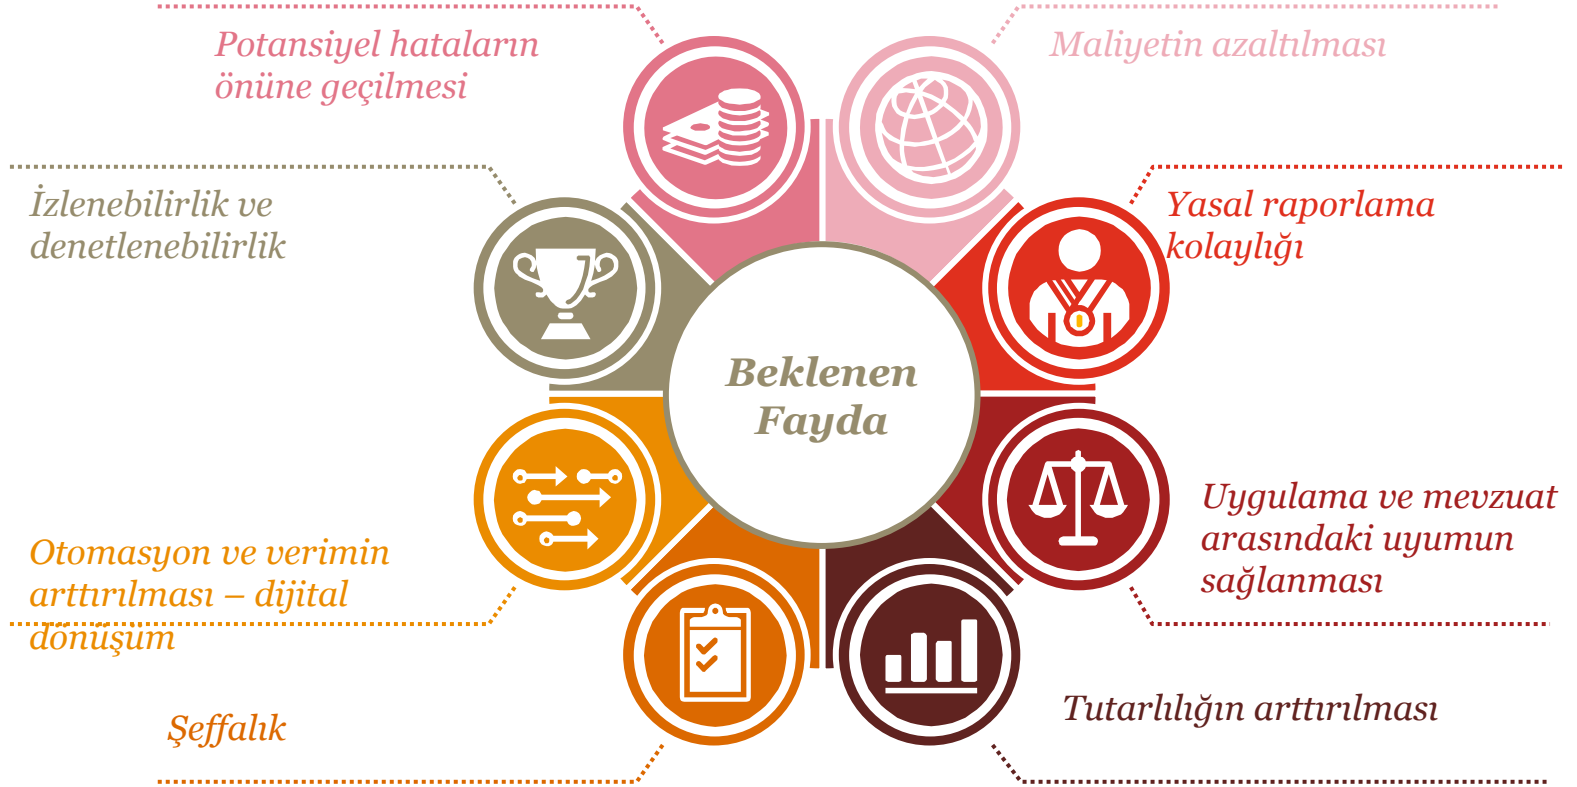 Potansiyel hataların
önüne geçilmesi
Maliyetin azaltılması
İzlenebilirlik ve
denetlenebilirlik
Yasal raporlama
kolaylığı
Beklenen
Fayda
Otomasyon ve verimin
arttırılması – dijital
dönüşüm
Uygulama ve mevzuat
arasındaki uyumun
sağlanması
Şeffalık
Tutarlılığın arttırılması